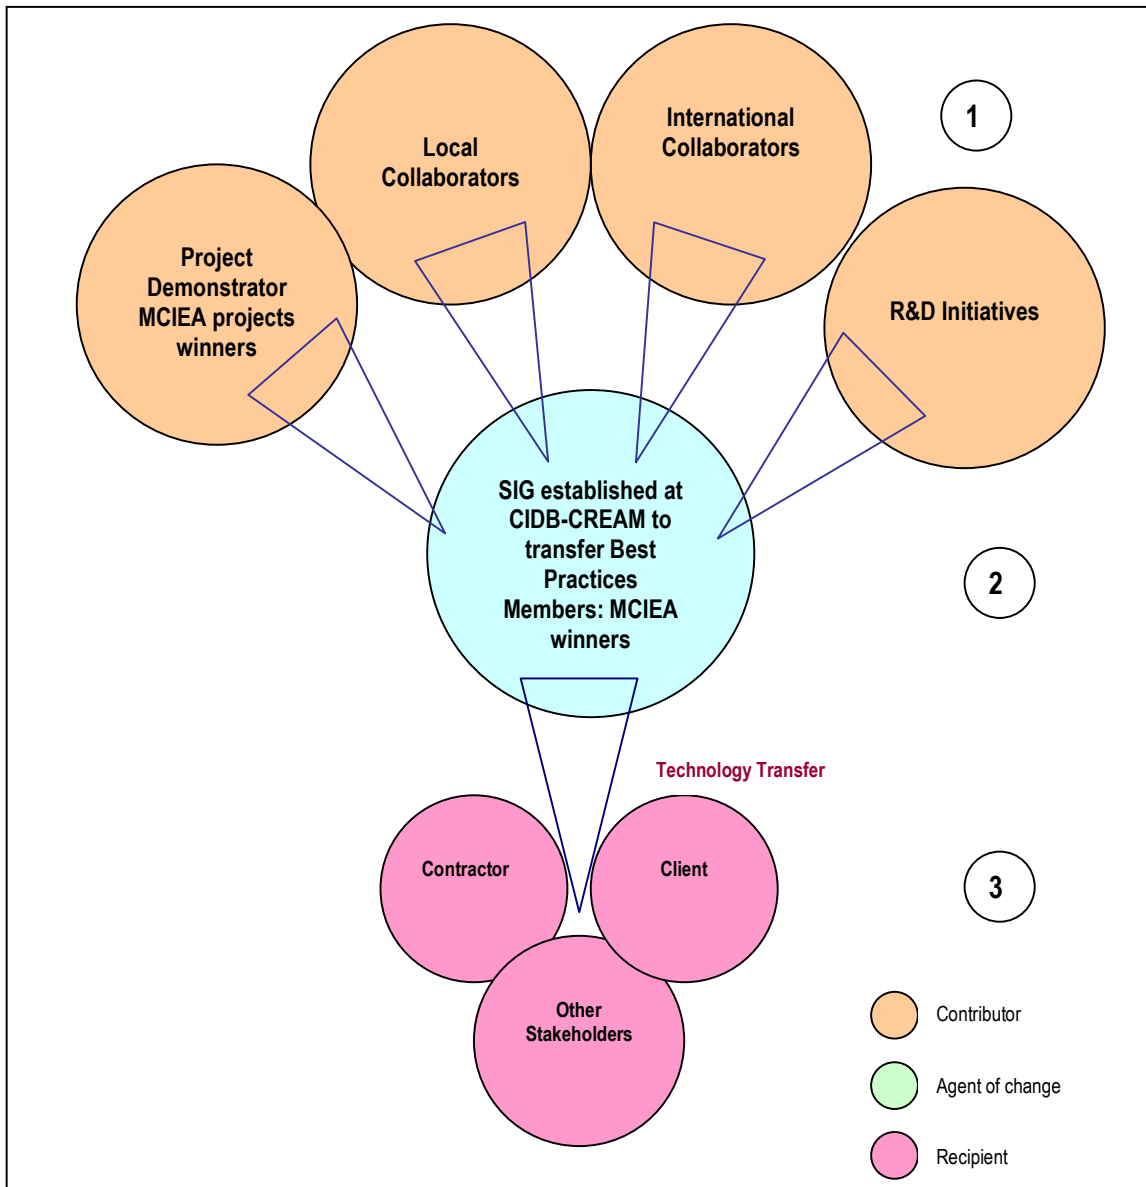 International
Collaborators
1
Local
Collaborators
Project
Demonstrator
MCIEA projects
winners
R&D Initiatives
SIG established at
CIDB-CREAM to
transfer Best
Practices
Members: MCIEA
winners
2
Technology Transfer
Contractor
Client
3
Other
Stakeholders
Contributor
Agent of change
Recipient